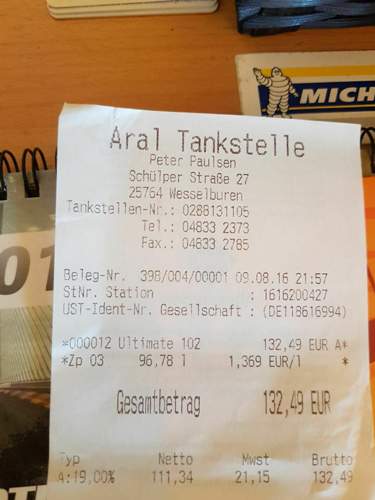 MICH
Aral Tankstelle
Peter Paulsen
Schülper Straße 27
25764 Wesselburen
Tankstellen-Nr.: 0288131105
Tel.: 04833 2373
Fax.: 04833 2785
Beleg-Nr. 398/004/00001 09.08.16 21:57
StNr. Station : 1616200427
UST-Ident-Nr. Gesellschaft : (DE118616994)
*000012 Ultimate 102 132,49 EUR A*
*Zp 03 96,78 l 1,369 EUR/l *
Gesamtbetrag 132,49 EUR
Typ Netto Mwst Brutto
A:19,00% 111,34 21,15 132,49